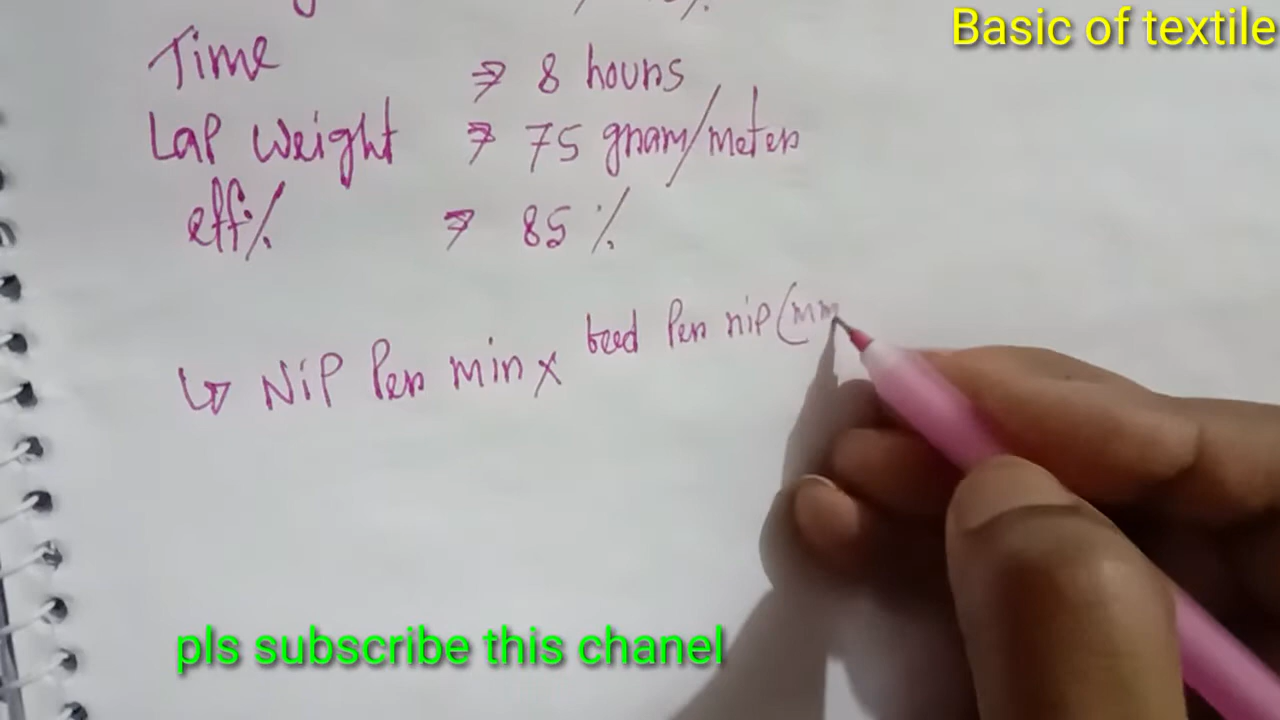 Basic of textile
Time ⇒ 8 hours
Lap weight ⇒ 75 gram/meter
eff% ⇒ 85 %
↳ Nip Per min x feed Per nip (mm
pls subscribe this chanel